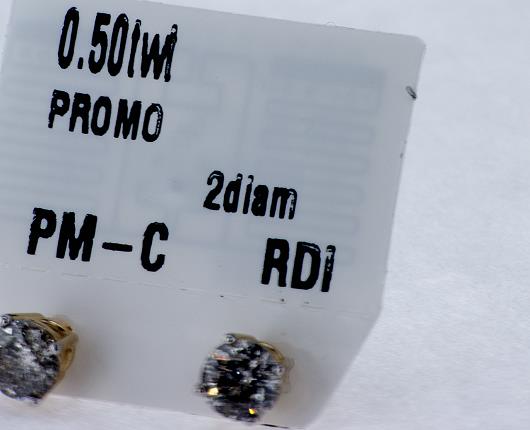 0.50tw
PROMO
2diam
PM-C
RDI